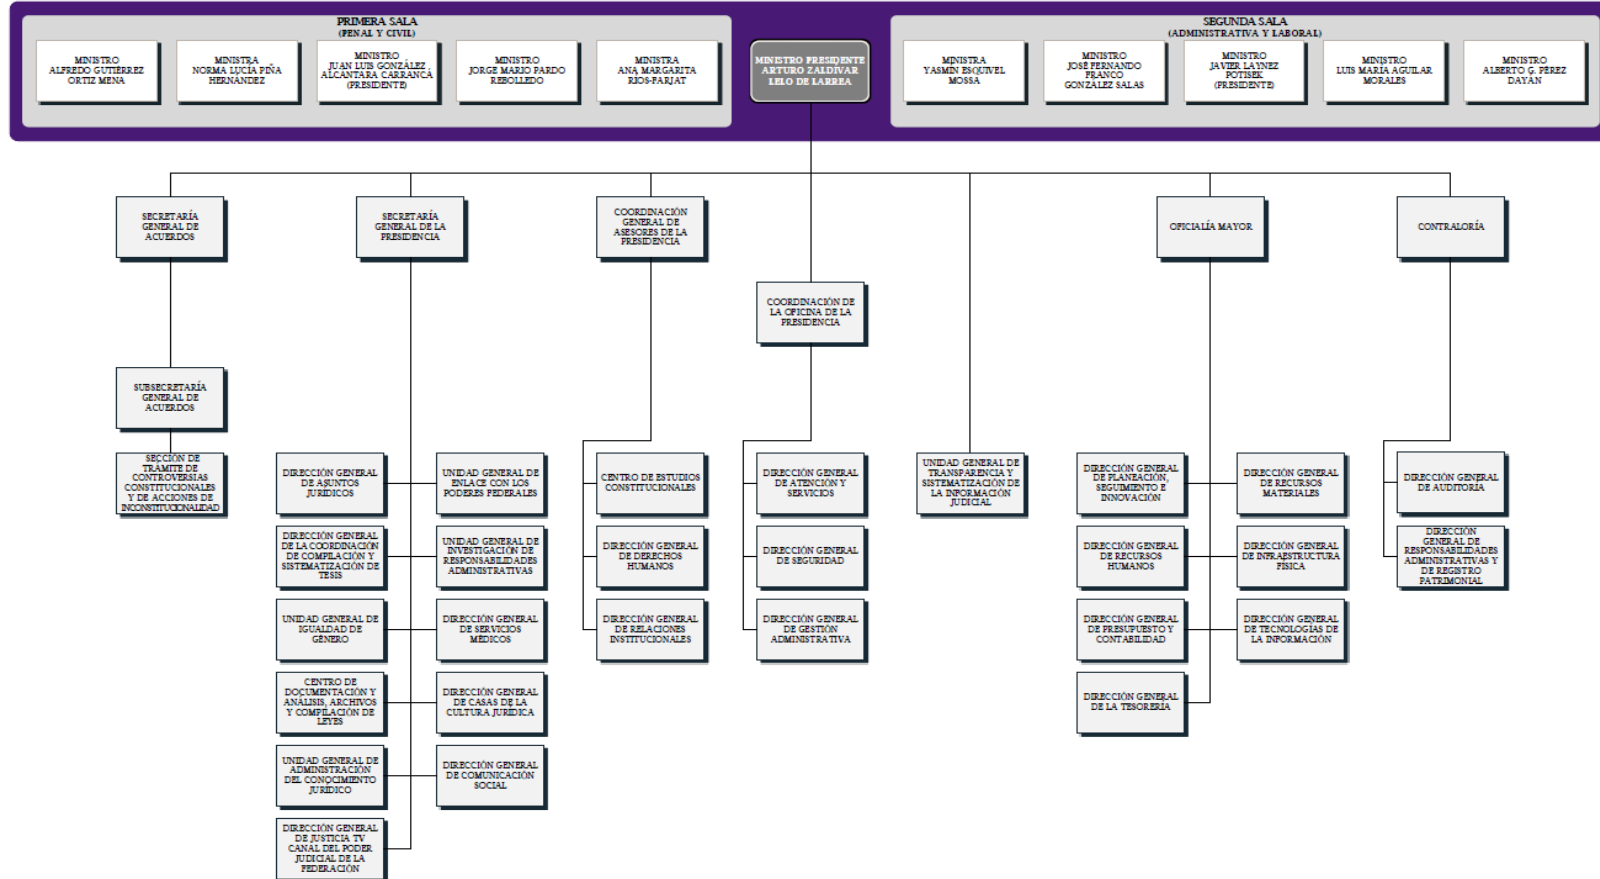 PRIMERA SALA
(PENAL Y CIVIL)
MINISTRO
ALFREDO GUTIÉRREZ
ORTIZ MENA
MINISTRA
NORMA LUCÍA PIÑA
HERNANDEZ
MINISTRO
JUAN LUIS GONZÁLEZ ,
ALCANTARA CARRANCÁ
(PRESIDENTE)
MINISTRO
JORGE MARIO PARDO
REBOLLEDO
MINISTRA
ANA MARGARITA
RIOS-FARJAT
MINISTRO PRESIDENTE
ARTURO ZALDÍVAR
LELO DE LARREA
SEGUNDA SALA
(ADMINISTRATIVA Y LABORAL)
MINISTRA
YASMIN ESQUIVEL
MOSSA
MINISTRO
JOSÉ FERNANDO
FRANCO
GONZALEZ SALAS
MINISTRO
JAVIER LAYNEZ
POTISEK
(PRESIDENTE)
MINISTRO
LUIS MARÍA AGUILAR
MORALES
MINISTRO
ALBERTO G. PÉREZ
DAYAN
SECRETARÍA
GENERAL DE
ACUERDOS
SECRETARÍA
GENERAL DE LA
PRESIDENCIA
COORDINACIÓN
GENERAL DE
ASESORES DE LA
PRESIDENCIA
OFICIALÍA MAYOR
CONTRALORÍA
COORDINACIÓN DE
LA OFICINA DE LA
PRESIDENCIA
SUBSECRETARÍA
GENERAL DE
ACUERDOS
SECCIÓN DE
TRAMITE DE
CONTROVERSIAS
CONSTITUCIONALES
Y DE ACCIONES DE
INCONSTITUCIONALIDAD
DIRECCIÓN GENERAL
DE ASUNTOS
JURÍDICOS
UNIDAD GENERAL DE
ENLACE CON LOS
PODERES FEDERALES
CENTRO DE ESTUDIOS
CONSTITUCIONALES
DIRECCIÓN GENERAL
DE ATENCIÓN Y
SERVICIOS
UNIDAD GENERAL DE
TRANSPARENCIA Y
SISTEMATIZACIÓN DE
LA INFORMACIÓN
JUDICIAL
DIRECCIÓN GENERAL
DE PLANEACIÓN,
SEGUIMIENTO E
INNOVACIÓN
DIRECCIÓN GENERAL
DE RECURSOS
MATERIALES
DIRECCIÓN GENERAL
DE AUDITORÍA
DIRECCIÓN GENERAL
DE LA COORDINACIÓN
DE COMPILACIÓN Y
SISTEMATIZACIÓN DE
TESIS
UNIDAD GENERAL DE
INVESTIGACIÓN DE
RESPONSABILIDADES
ADMINISTRATIVAS
DIRECCIÓN GENERAL
DE DERECHOS
HUMANOS
DIRECCIÓN GENERAL
DE SEGURIDAD
DIRECCIÓN GENERAL
DE RECURSOS
HUMANOS
DIRECCIÓN GENERAL
DE INFRAESTRUCTURA
FÍSICA
DIRECCIÓN
GENERAL DE
RESPONSABILIDADES
ADMINISTRATIVAS Y
DE REGISTRO
PATRIMONIAL
UNIDAD GENERAL DE
IGUALDAD DE
GÉNERO
DIRECCIÓN GENERAL
DE SERVICIOS
MÉDICOS
DIRECCIÓN GENERAL
DE RELACIONES
INSTITUCIONALES
DIRECCIÓN GENERAL
DE GESTIÓN
ADMINISTRATIVA
DIRECCIÓN GENERAL
DE PRESUPUESTO Y
CONTABILIDAD
DIRECCIÓN GENERAL
DE TECNOLOGÍAS DE
LA INFORMACIÓN
CENTRO DE
DOCUMENTACIÓN Y
ANÁLISIS, ARCHIVOS
Y COMPILACIÓN DE
LEYES
DIRECCIÓN GENERAL
DE CASAS DE LA
CULTURA JURÍDICA
DIRECCIÓN GENERAL
DE LA TESORERÍA
UNIDAD GENERAL DE
ADMINISTRACIÓN
DEL CONOCIMIENTO
JURÍDICO
DIRECCIÓN GENERAL
DE COMUNICACIÓN
SOCIAL
DIRECCIÓN GENERAL
DE JUSTICIA TV
CANAL DEL PODER
JUDICIAL DE LA
FEDERACIÓN